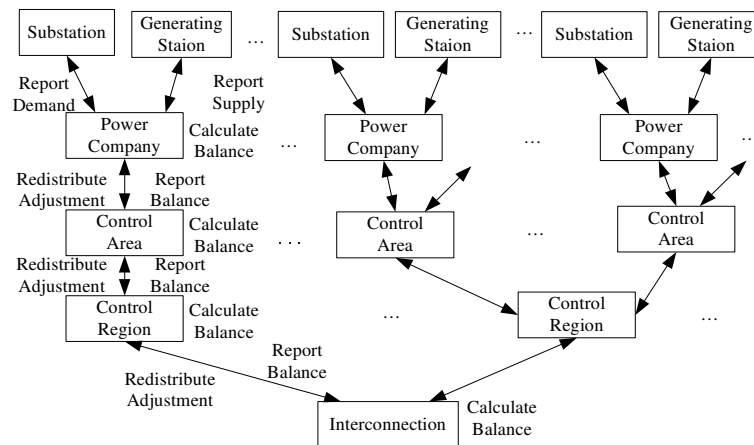 Substation
Generating
Staion
...
Substation
Generating
Staion
...
Substation
Generating
Staion
Report
Demand
Report
Supply
Power
Company
Calculate
Balance
...
Power
Company
...
Power
Company
...
Redistribute
Adjustment
Report
Balance
Control
Area
Calculate
Balance
...
Control
Area
...
Control
Area
Redistribute
Adjustment
Report
Balance
Control
Region
Calculate
Balance
...
Control
Region
...
Report
Balance
Redistribute
Adjustment
Interconnection
Calculate
Balance